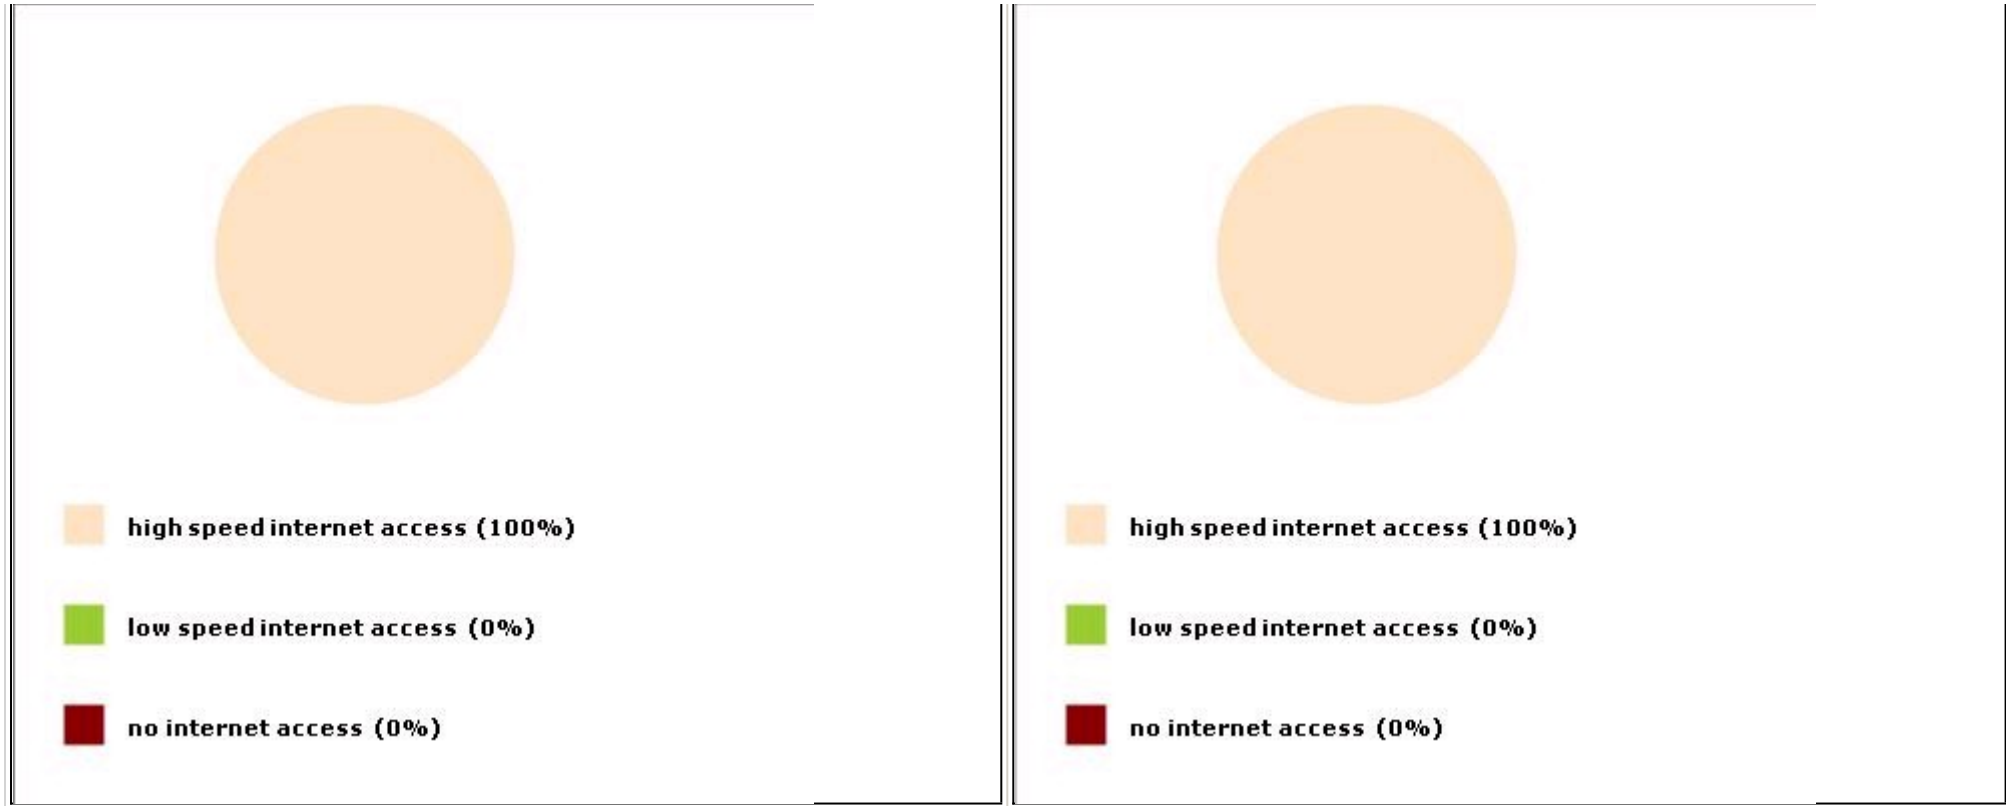 high speed internet access (100%)
low speed internet access (0%)
no internet access (0%)
high speed internet access (100%)
low speed internet access (0%)
no internet access (0%)